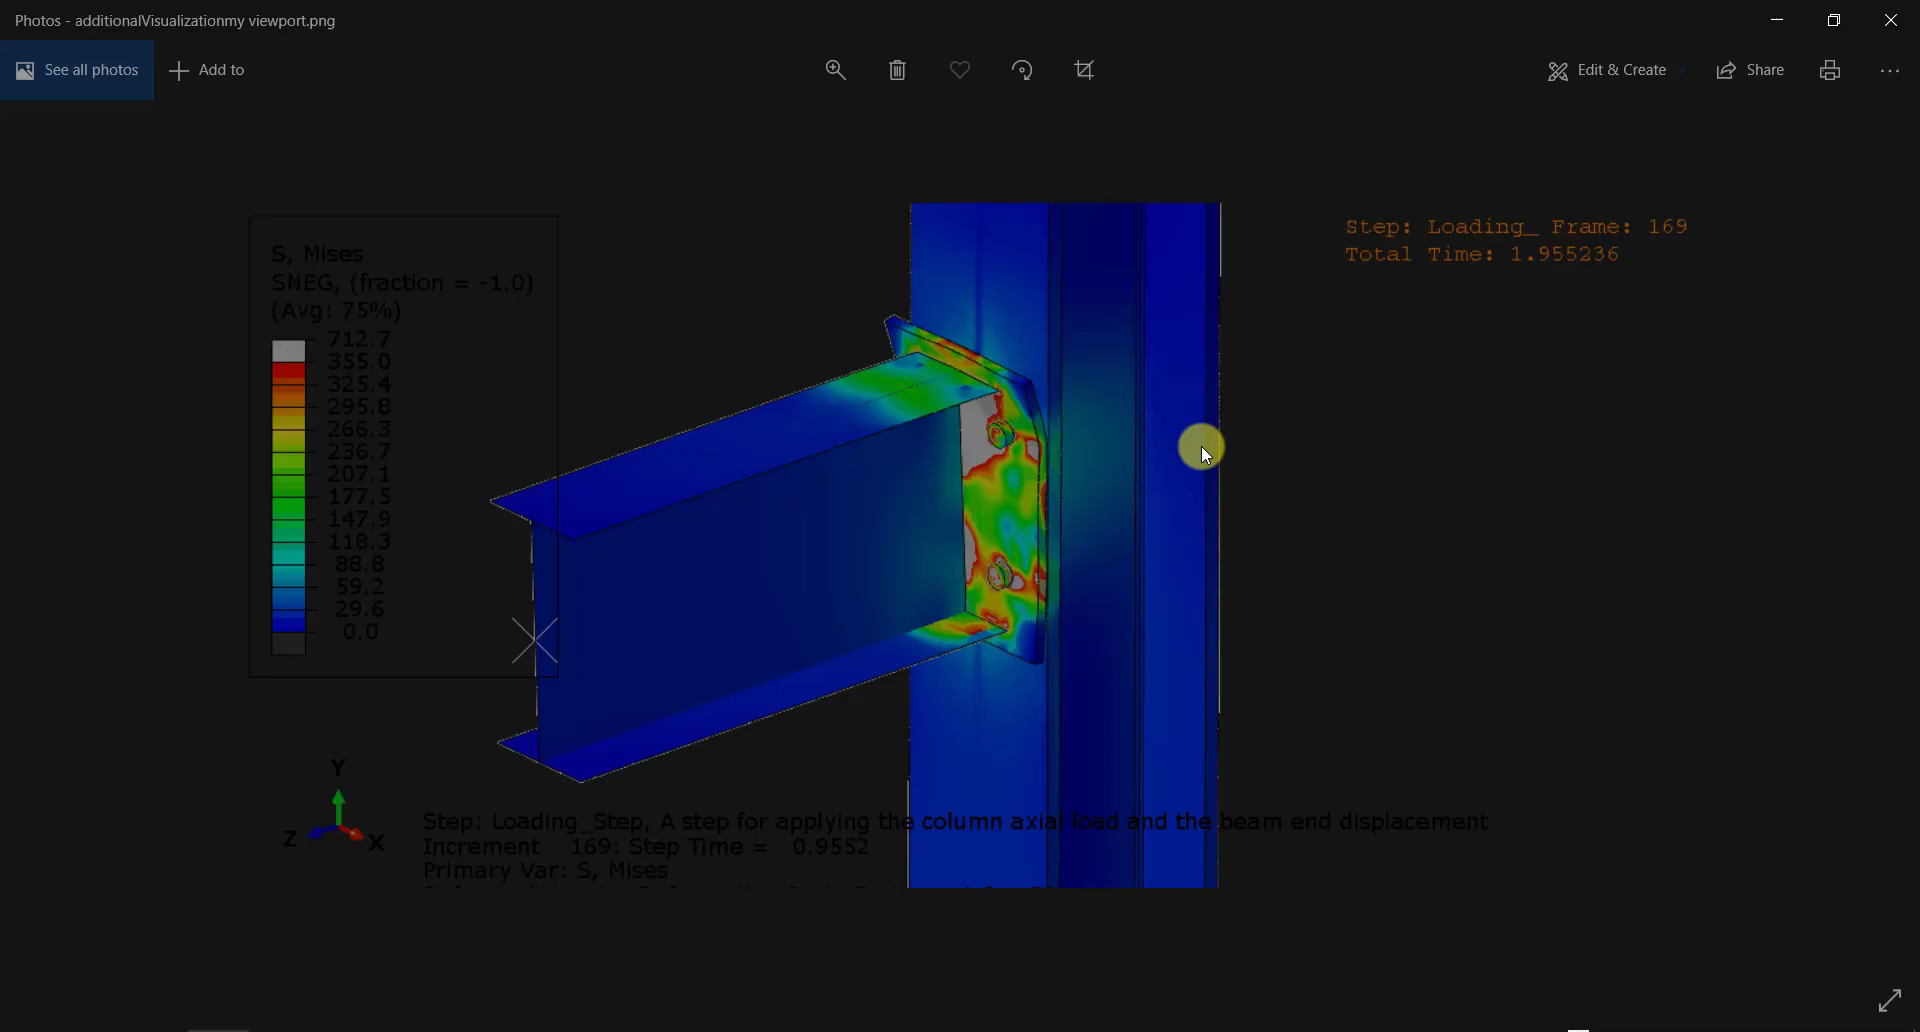 Photos - additionalVisualizationmy viewport.png
See all photos
Add to
Edit & Create
Share
Step: Loading_ Frame: 169
Total Time: 1.955236
S, Mises
SNEG, (fraction = -1.0)
(Avg: 75%)
712.7
355.0
325.4
295.8
266.3
236.7
207.1
177.5
147.9
118.3
88.8
59.2
29.6
0.0
Y
Z
X
Step: Loading_Step, A step for applying the column axial load and the beam end displacement
Increment 169: Step Time = 0.9552
Primary Var: S, Mises